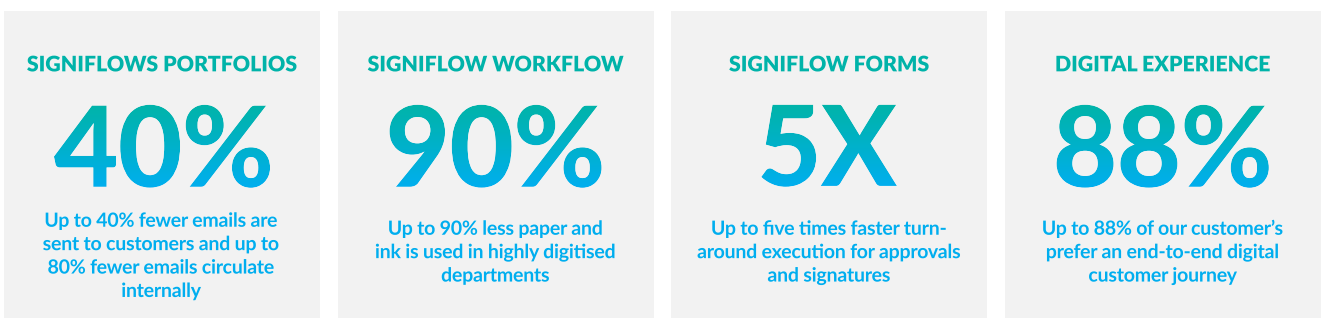 SIGNIFLOWS PORTFOLIOS
40%
Up to 40% fewer emails are
sent to customers and up to
80% fewer emails circulate
internally
SIGNIFLOW WORKFLOW
90%
Up to 90% less paper and
ink is used in highly digitised
departments
SIGNIFLOW FORMS
5X
Up to five times faster turn-
around execution for approvals
and signatures
DIGITAL EXPERIENCE
88%
Up to 88% of our customer’s
prefer an end-to-end digital
customer journey